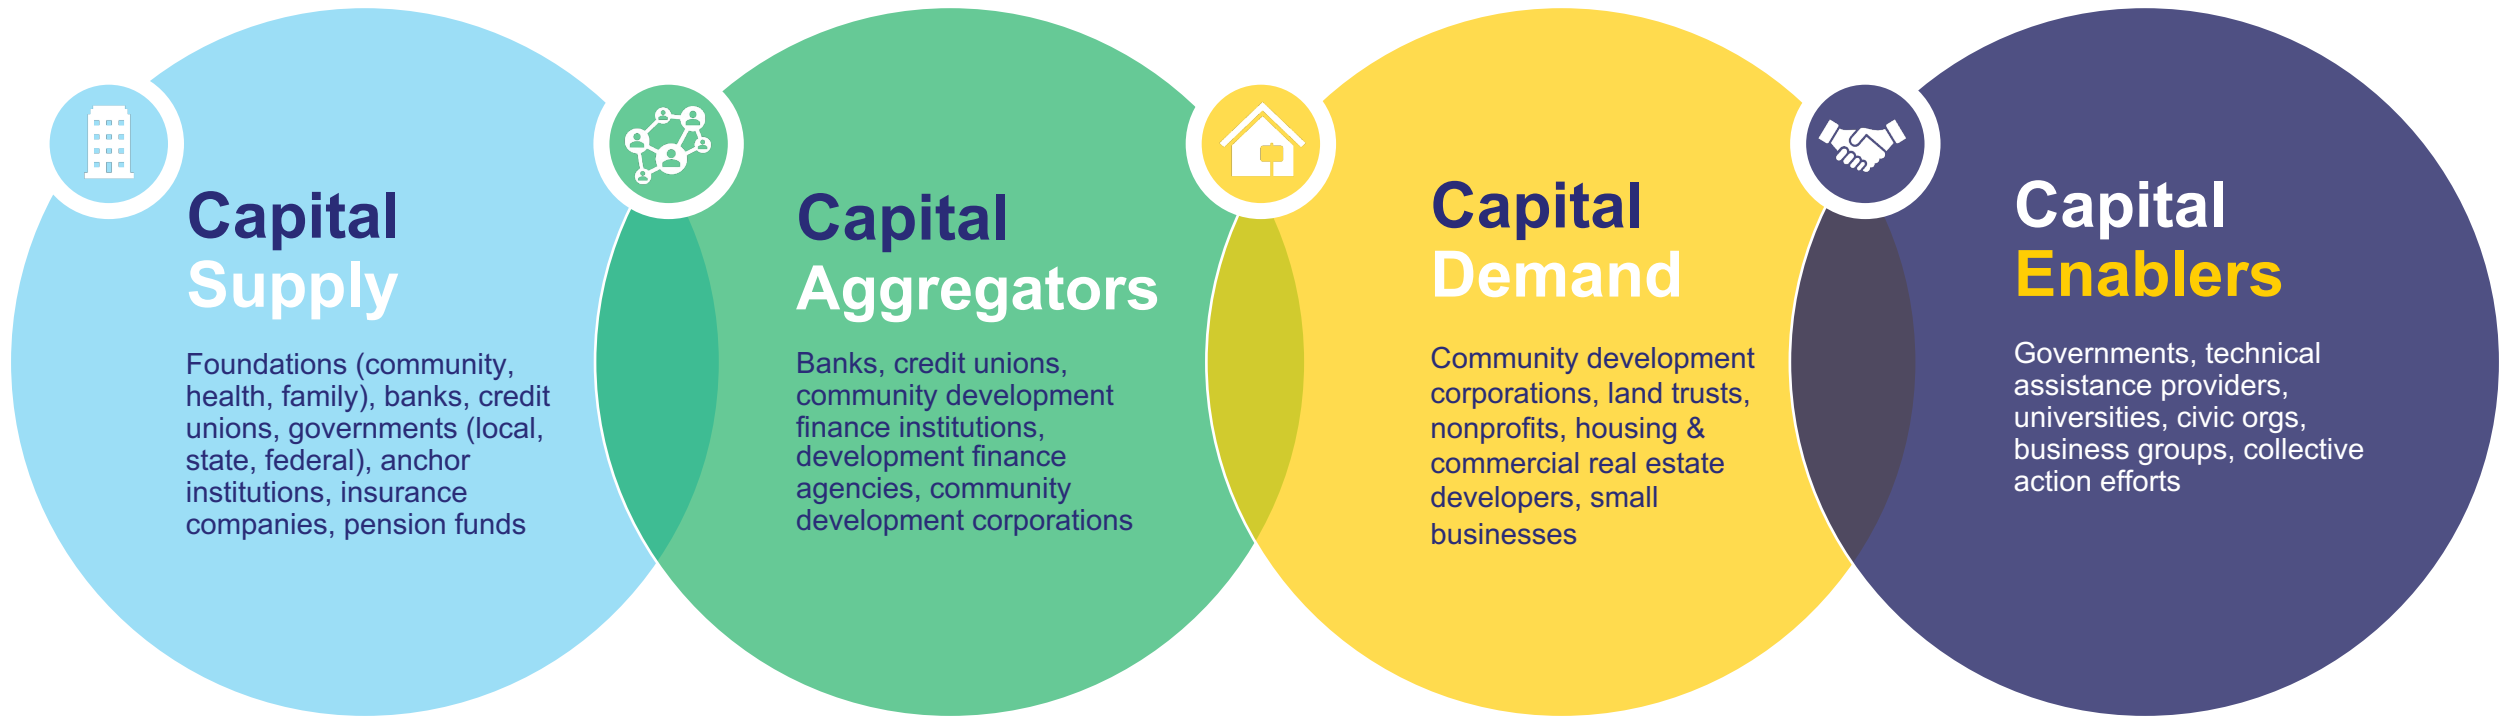 Capital
Supply
Foundations (community,
health, family), banks, credit
unions, governments (local,
state, federal), anchor
institutions, insurance
companies, pension funds
Capital
Aggregators
Banks, credit unions,
community development
finance institutions,
development finance
agencies, community
development corporations
Capital
Demand
Community development
corporations, land trusts,
nonprofits, housing &
commercial real estate
developers, small
businesses
Capital
Enablers
Governments, technical
assistance providers,
universities, civic orgs,
business groups, collective
action efforts